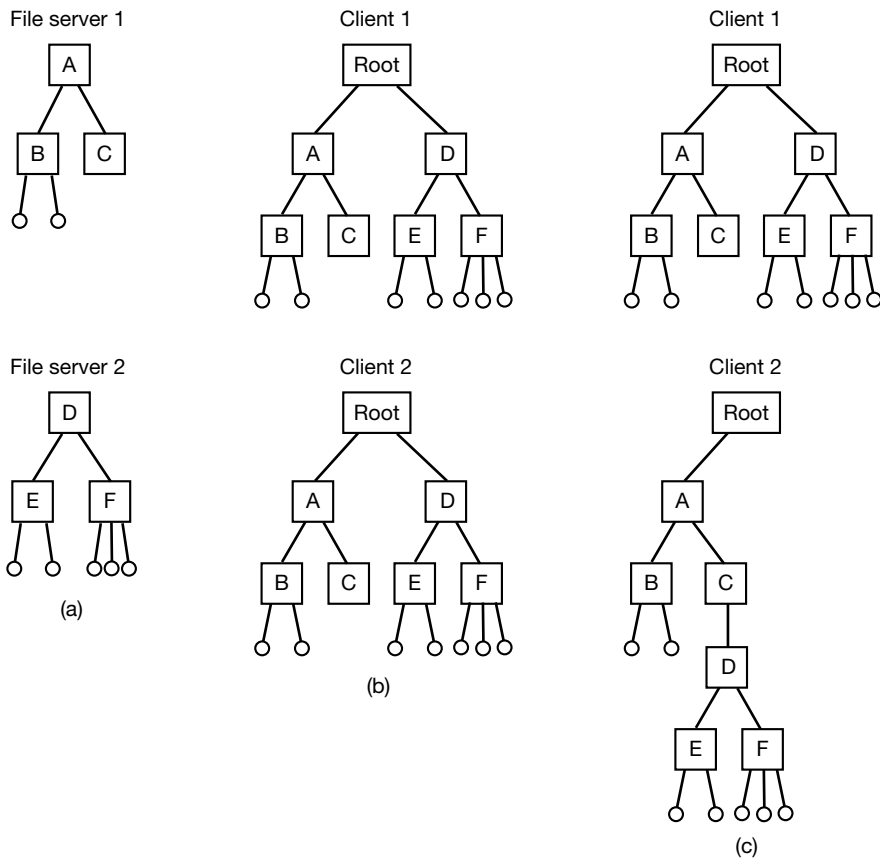 File server 1
A
B
C
File server 2
D
E
F
(a)
Client 1
Root
A
D
B
C
E
F
Client 2
Root
A
D
B
C
E
F
(b)
Client 1
Root
A
D
B
C
E
F
Client 2
Root
A
B
C
D
E
F
(c)